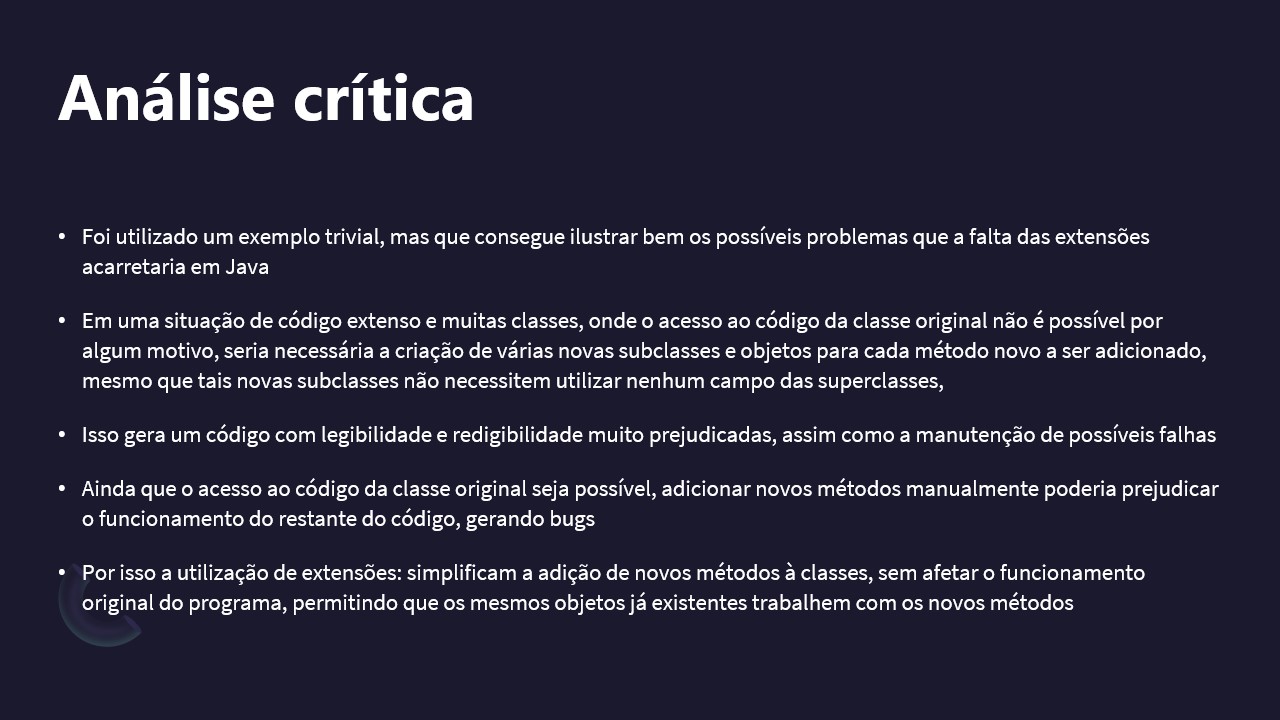 Análise crítica
• Foi utilizado um exemplo trivial, mas que consegue ilustrar bem os possíveis problemas que a falta das extensões
acarretaria em Java
• Em uma situação de código extenso e muitas classes, onde o acesso ao código da classe original não é possível por
algum motivo, seria necessária a criação de várias novas subclasses e objetos para cada método novo a ser adicionado,
mesmo que tais novas subclasses não necessitem utilizar nenhum campo das superclasses,
• Isso gera um código com legibilidade e redigibilidade muito prejudicadas, assim como a manutenção de possíveis falhas
• Ainda que o acesso ao código da classe original seja possível, adicionar novos métodos manualmente poderia prejudicar
o funcionamento do restante do código, gerando bugs
• Por isso a utilização de extensões: simplificam a adição de novos métodos à classes, sem afetar o funcionamento
original do programa, permitindo que os mesmos objetos já existentes trabalhem com os novos métodos